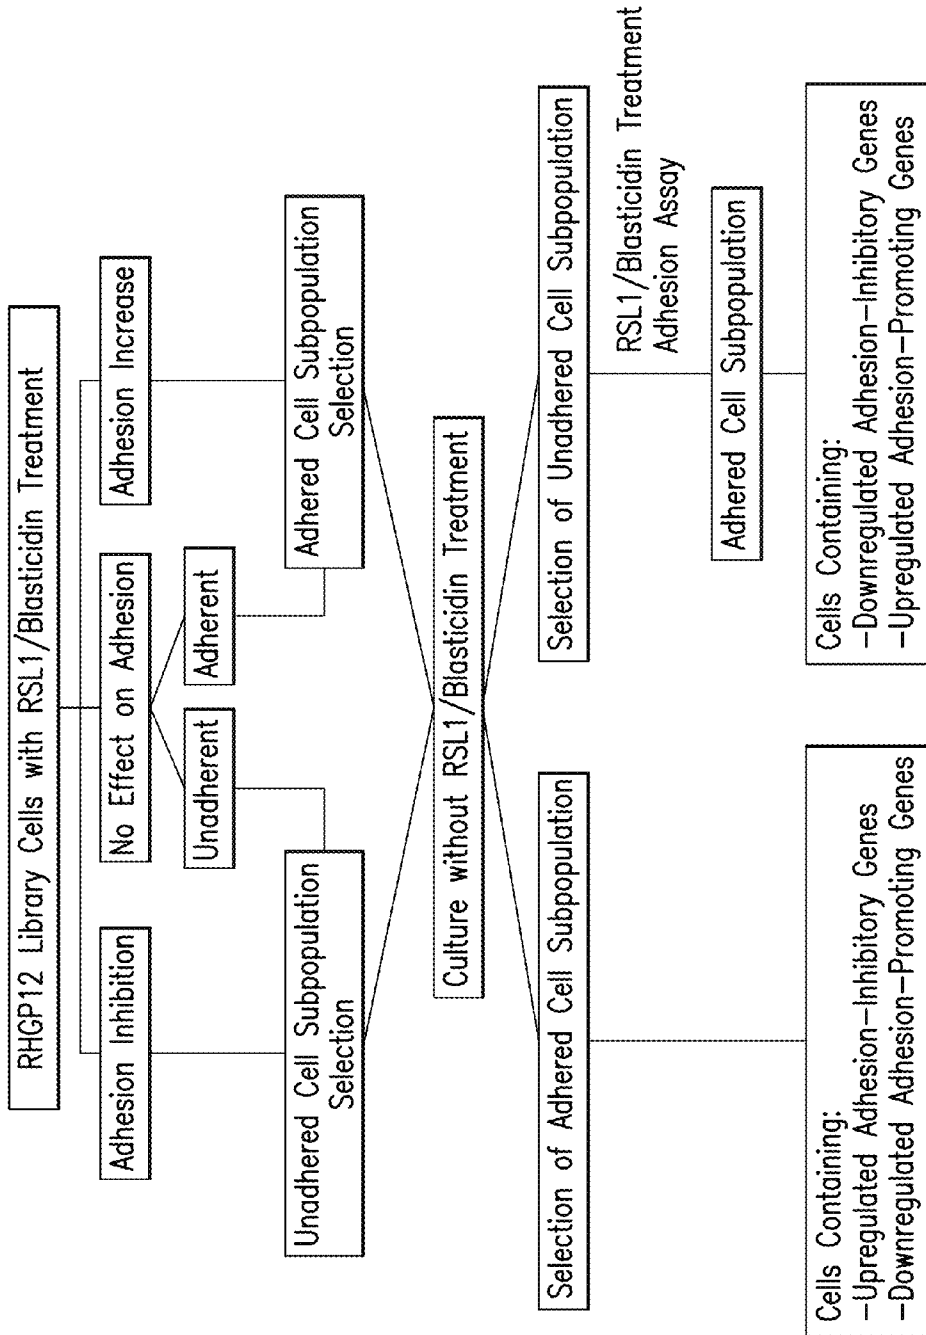 RHGP12 Library Cells with RSL1/Blasticidin Treatment
Adhesion Inhibition
No Effect on Adhesion
Adhesion Increase
Unadherent
Adherent
Unadhered Cell Subpopulation
Selection
Adhered Cell Subpopulation
Selection
Culture without RSL1/Blasticidin Treatment
Selection of Adhered Cell Subpopulation
Selection of Unadhered Cell Subpopulation
RSL1/Blasticidin Treatment
Adhesion Assay
Adhered Cell Subpopulation
Cells Containing:
-Upregulated Adhesion-Inhibitory Genes
-Downregulated Adhesion-Promoting Genes
Cells Containing:
-Downregulated Adhesion-Inhibitory Genes
-Upregulated Adhesion-Promoting Genes